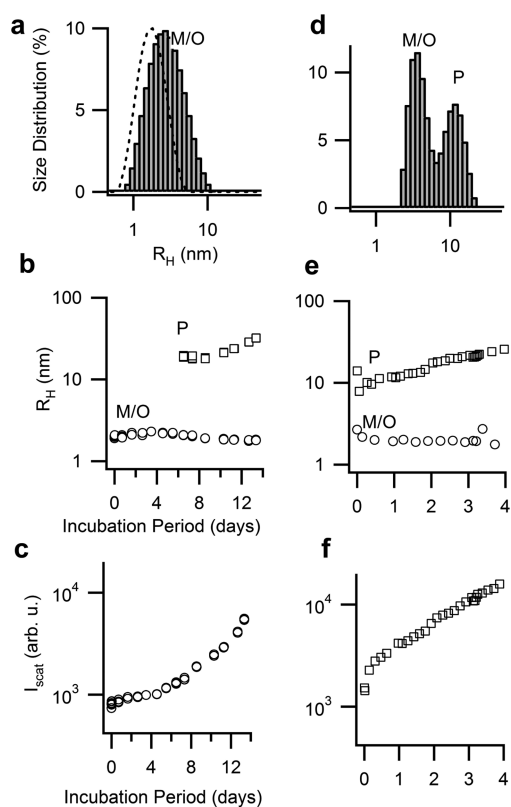 a
Size Distribution (%)
10
5
0
M/O
1
10
R_H (nm)
d
10
5
0
M/O
P
1
10
b
R_H (nm)
100
10
1
P
M/O
0
4
8
12
Incubation Period (days)
e
100
10
1
P
M/O
0
1
2
3
4
c
I_scat (arb. u.)
10^4
10^3
0
4
8
12
Incubation Period (days)
f
10^4
10^3
0
1
2
3
4